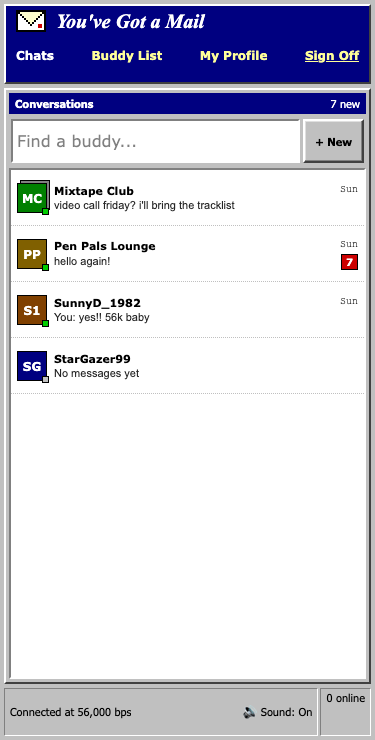 You've Got a Mail
Chats Buddy List My Profile Sign Off
Conversations 7 new
Find a buddy... + New
MC Mixtape Club Sun
video call friday? i'll bring the tracklist
PP Pen Pals Lounge Sun
hello again! 7
S1 SunnyD_1982 Sun
You: yes!! 56k baby
SG StarGazer99
No messages yet
Connected at 56,000 bps Sound: On 0 online